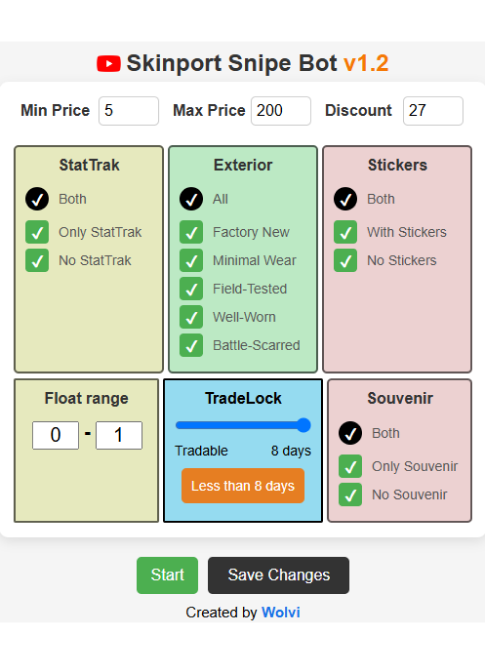 Skinport Snipe Bot v1.2
Min Price 5 Max Price 200 Discount 27
StatTrak
Both
Only StatTrak
No StatTrak
Exterior
All
Factory New
Minimal Wear
Field-Tested
Well-Worn
Battle-Scarred
Stickers
Both
With Stickers
No Stickers
Float range
0 - 1
TradeLock
Tradable 8 days
Less than 8 days
Souvenir
Both
Only Souvenir
No Souvenir
Start Save Changes
Created by Wolvi